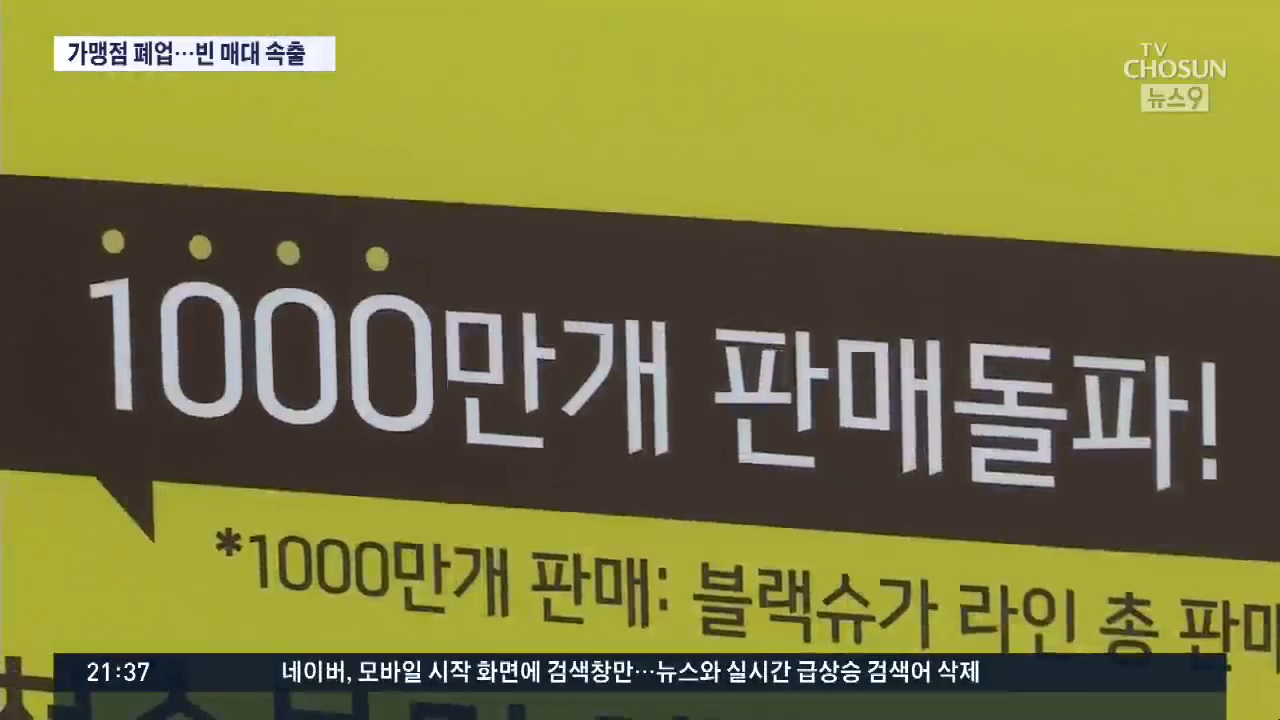 가맹점 폐업…빈 매대 속출
TV
CHOSUN
뉴스9
1000만개 판매돌파!
*1000만개 판매: 블랙슈가 라인 총 판매
21:37 네이버, 모바일 시작 화면에 검색창만…뉴스와 실시간 급상승 검색어 삭제